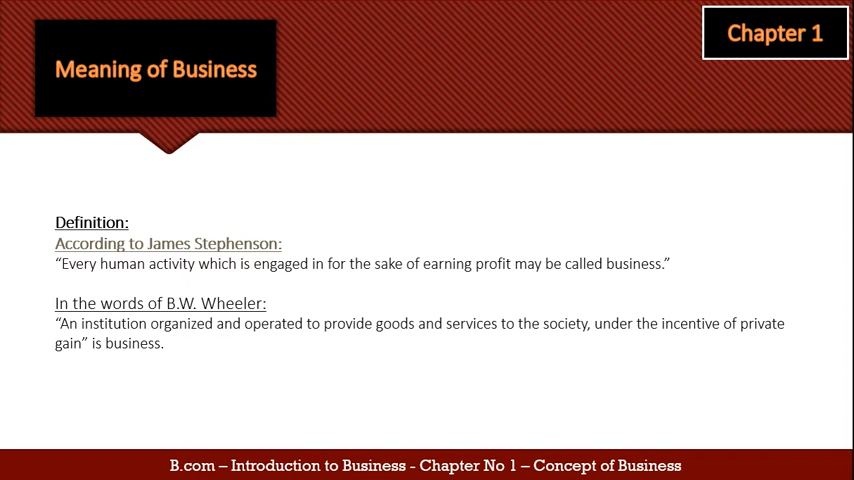 Chapter 1
Meaning of Business
Definition:
According to James Stephenson:
“Every human activity which is engaged in for the sake of earning profit may be called business.”
In the words of B.W. Wheeler:
“An institution organized and operated to provide goods and services to the society, under the incentive of private
gain” is business.
B.com – Introduction to Business - Chapter No 1 – Concept of Business